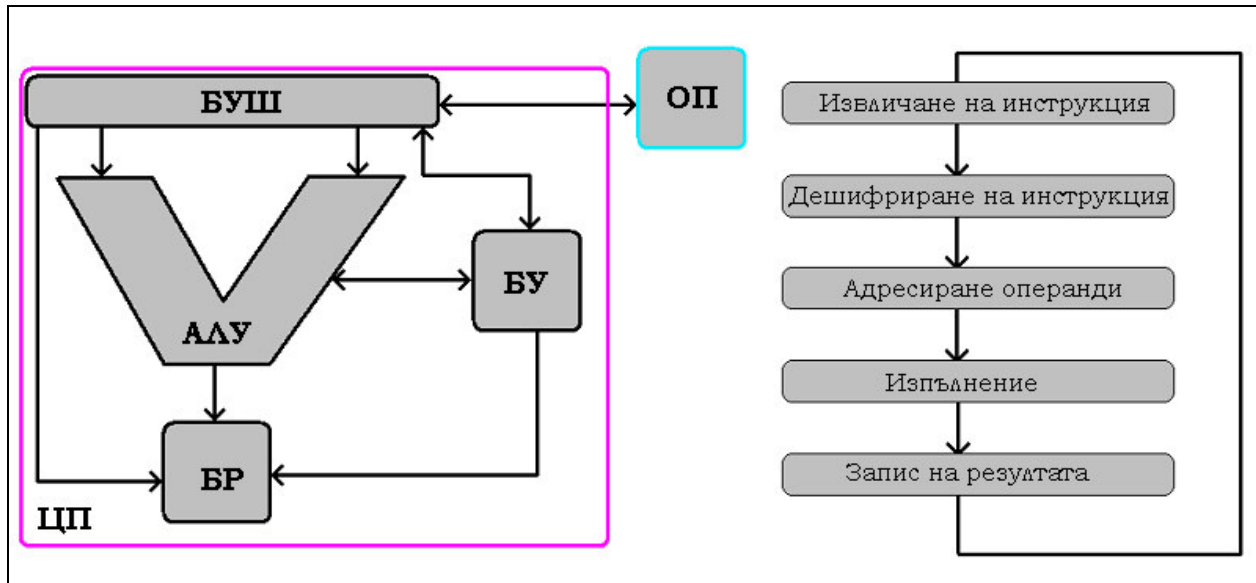 БУШ
ОП
АЛУ
БУ
БР
ЦП
Извличане на инструкция
Дешифриране на инструкция
Адресиране операнди
Изпълнение
Запис на резултата